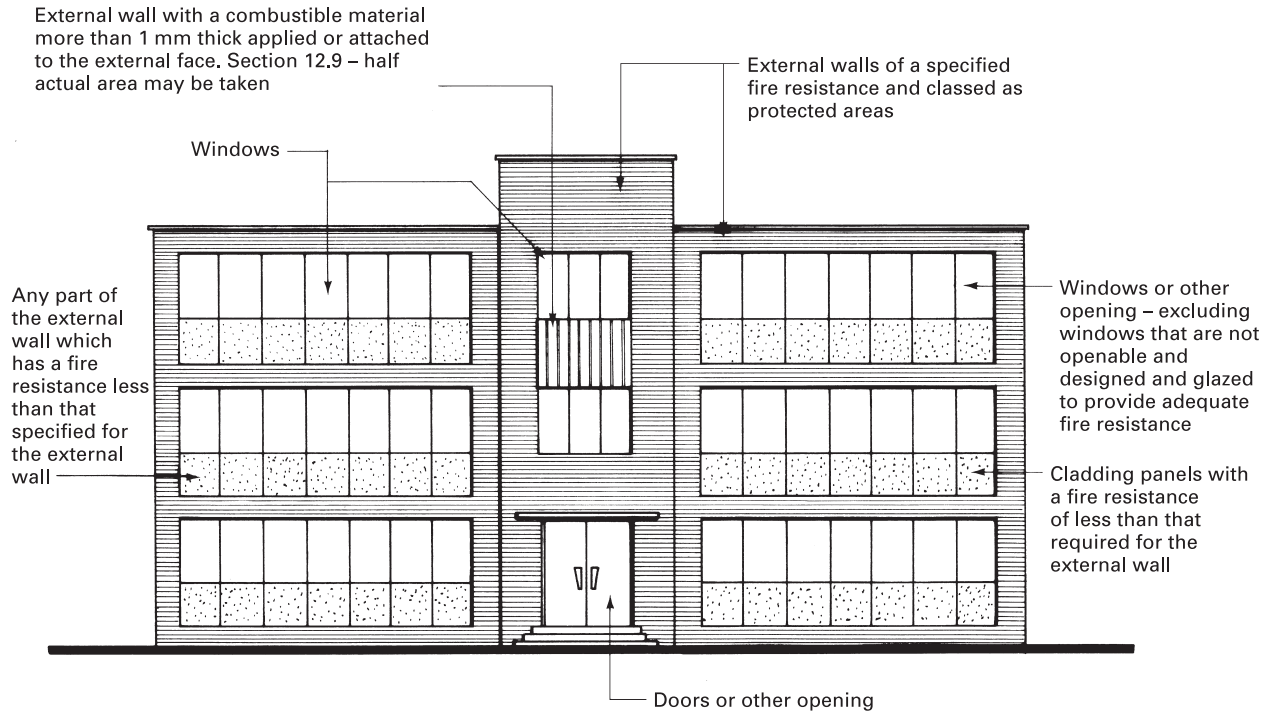 External wall with a combustible material
more than 1 mm thick applied or attached
to the external face. Section 12.9 – half
actual area may be taken
External walls of a specified
fire resistance and classed as
protected areas
Windows
Any part of
the external
wall which
has a fire
resistance less
than that
specified for
the external
wall
Windows or other
opening – excluding
windows that are not
openable and
designed and glazed
to provide adequate
fire resistance
Cladding panels with
a fire resistance
of less than that
required for the
external wall
Doors or other opening